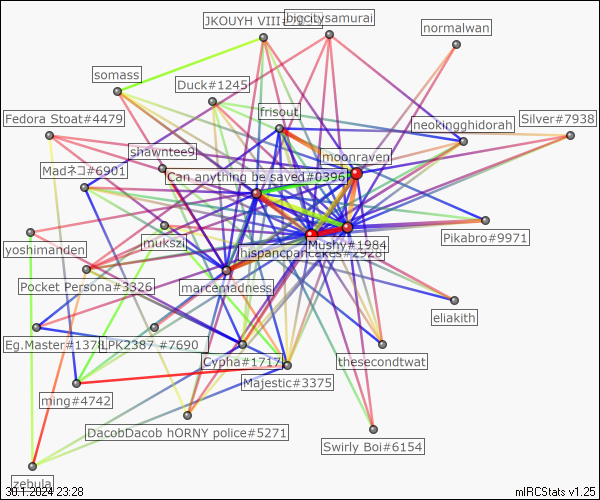 JKOUYH VIII#
bigcitysamurai
normalwan
somass
Duck#1245
Fedora Stoat#4479
frisout
Silver#7938
neokingghidorah
shawntee9
moonraven
Madネコ#6901
Can anything be saved#0396
mukszi
Pikabro#9971
yoshimanden
Mushy#1984
hispancpancakes#2928
Pocket Persona#3326
marcemadness
eliakith
Eg.Master#1378
LPK2387 #7690
Cypha#1717
thesecondtwat
Majestic#3375
ming#4742
DacobDacob hORNY police#5271
Swirly Boi#6154
zebula
30.1.2024 23:28
mIRCStats v1.25